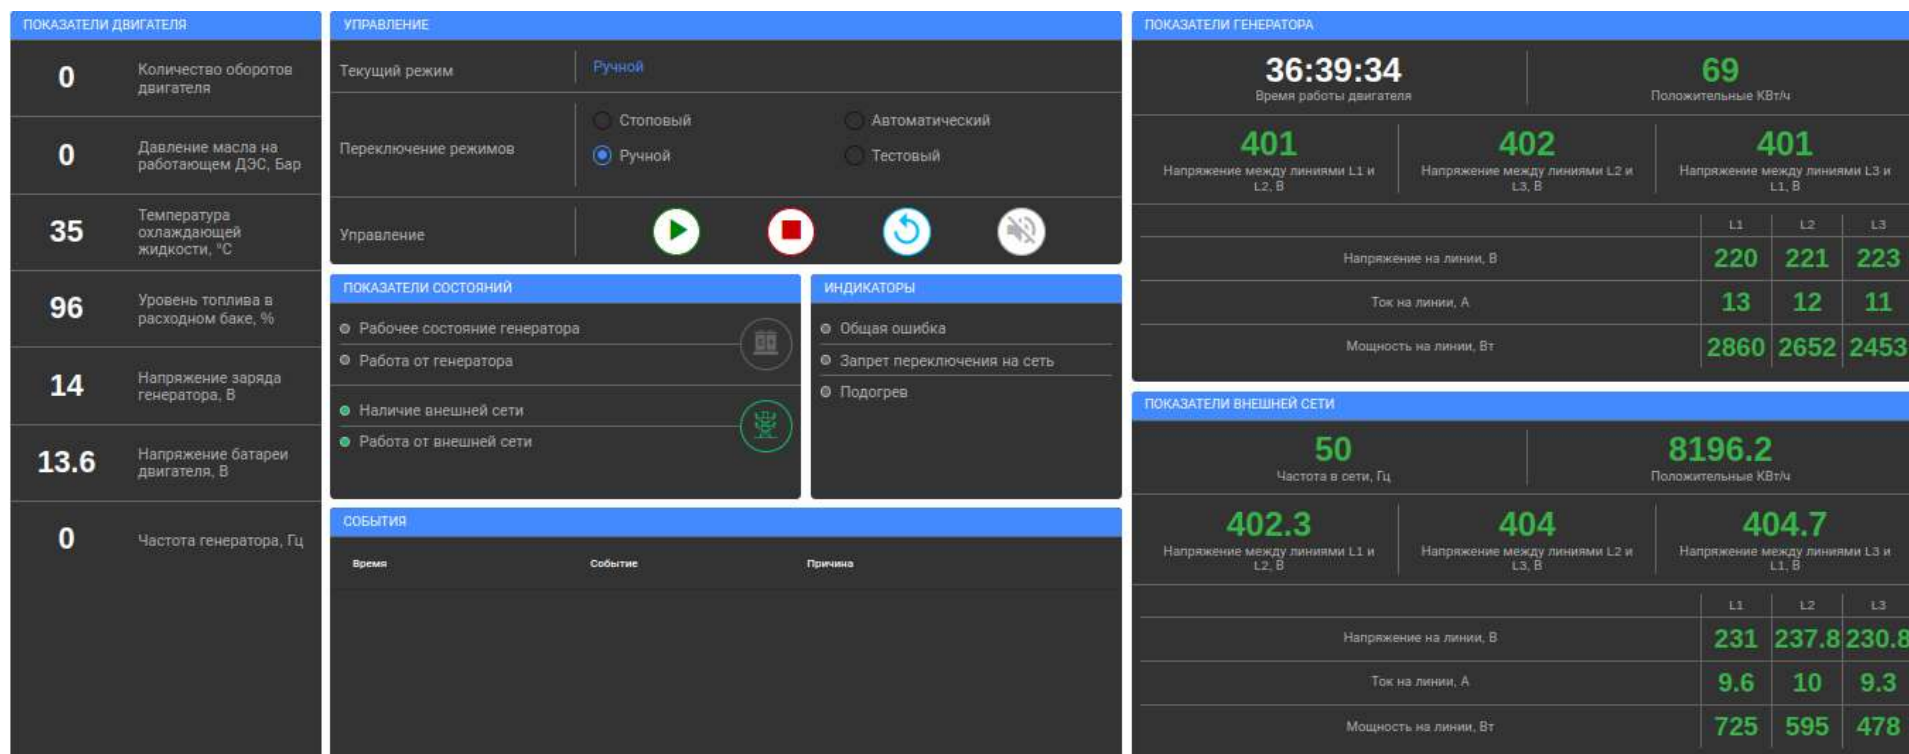 ПОКАЗАТЕЛИ ДВИГАТЕЛЯ
0
Количество оборотов
двигателя
0
Давление масла на
работающем ДЭС, Бар
35
Температура
охлаждающей
жидкости, °С
96
Уровень топлива в
расходном баке, %
14
Напряжение заряда
генератора, В
13.6
Напряжение батареи
двигателя, В
0
Частота генератора, Гц
УПРАВЛЕНИЕ
Текущий режим
Ручной
Переключение режимов
Стоповый
Автоматический
Ручной
Тестовый
Управление
ПОКАЗАТЕЛИ СОСТОЯНИЙ
Рабочее состояние генератора
Работа от генератора
Наличие внешней сети
Работа от внешней сети
ИНДИКАТОРЫ
Общая ошибка
Запрет переключения на сеть
Подогрев
СОБЫТИЯ
Время Событие Причина
ПОКАЗАТЕЛИ ГЕНЕРАТОРА
36:39:34
Время работы двигателя
69
Положительные КВт/ч
401
Напряжение между линиями L1 и
L2, В
402
Напряжение между линиями L2 и
L3, В
401
Напряжение между линиями L3 и
L1, В
L1 L2 L3
Напряжение на линии, В 220 221 223
Ток на линии, А 13 12 11
Мощность на линии, Вт 2860 2652 2453
ПОКАЗАТЕЛИ ВНЕШНЕЙ СЕТИ
50
Частота в сети, Гц
8196.2
Положительные КВт/ч
402.3
Напряжение между линиями L1 и
L2, В
404
Напряжение между линиями L2 и
L3, В
404.7
Напряжение между линиями L3 и
L1, В
L1 L2 L3
Напряжение на линии, В 231 237.8 230.8
Ток на линии, А 9.6 10 9.3
Мощность на линии, Вт 725 595 478